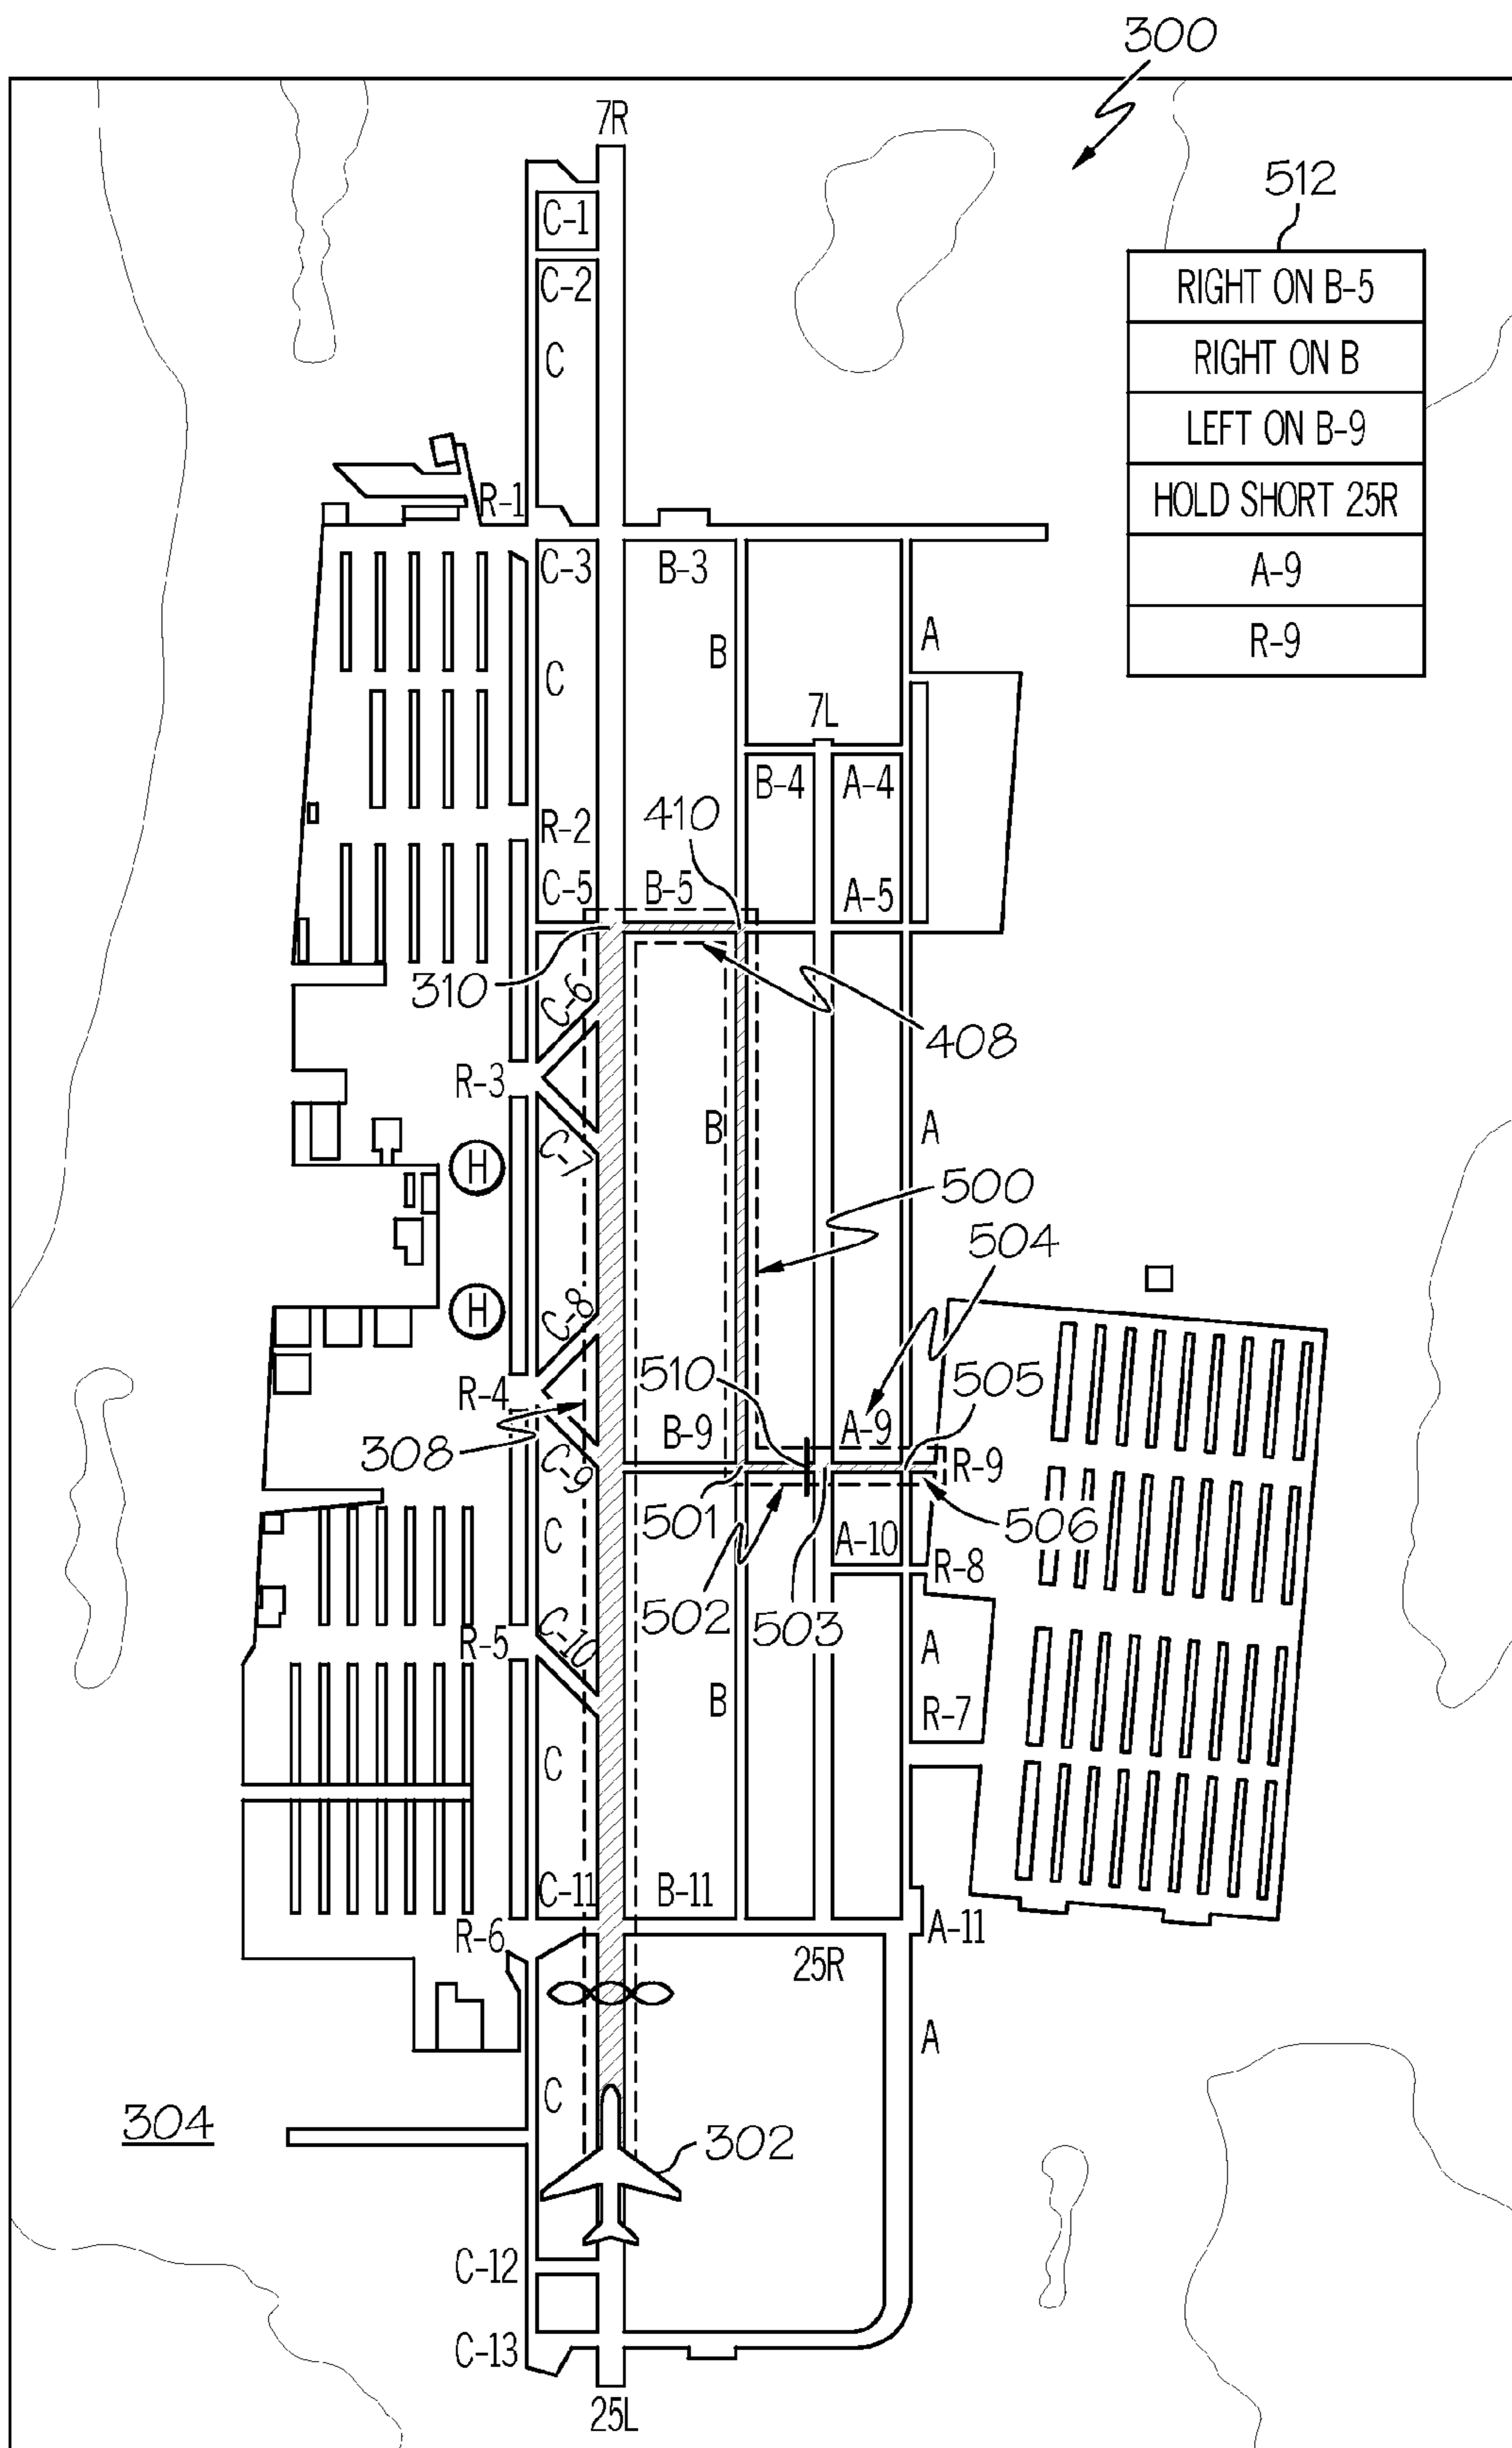 300
7R
512
C-1
RIGHT ON B-5
C-2
RIGHT ON B
C
LEFT ON B-9
R-1
HOLD SHORT 25R
C-3
B-3
A-9
A
B
R-9
C
7L
B-4
A-4
410
R-2
C-5
B-5
A-5
310
C-6
408
R-3
B
A
C-7
H
500
504
C-8
H
510
505
R-4
A-9
B-9
308
R-9
C-9
501
506
C
A-10
R-8
502
503
C-10
R-5
A
B
R-7
C
C-11
B-11
R-6
A-11
25R
A
C
304
302
C-12
C-13
25L